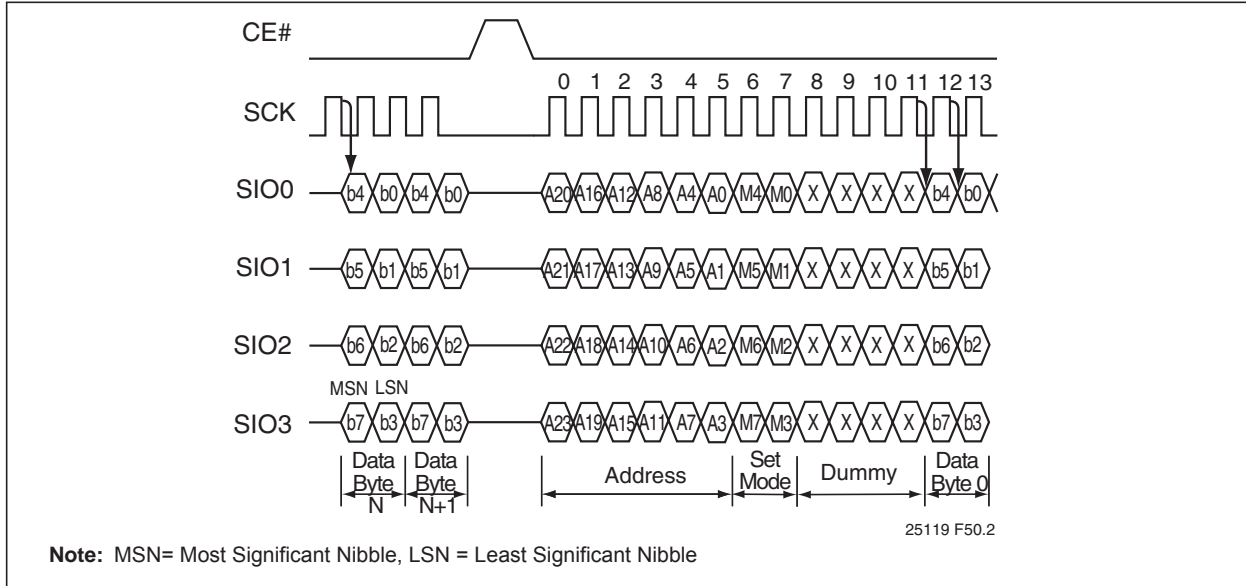 CE#
0 1 2 3 4 5 6 7 8 9 10 11 12 13
SCK
SIO0 b4 b0 b4 b0 A20 A16 A12 A8 A4 A0 M4 M0 X X X X b4 b0
SIO1 b5 b1 b5 b1 A21 A17 A13 A9 A5 A1 M5 M1 X X X X b5 b1
SIO2 b6 b2 b6 b2 A22 A18 A14 A10 A6 A2 M6 M2 X X X X b6 b2
MSN LSN
SIO3 b7 b3 b7 b3 A23 A19 A15 A11 A7 A3 M7 M3 X X X X b7 b3
Data Byte N
Data Byte N+1
Address
Set Mode
Dummy
Data Byte 0
25119 F50.2
Note: MSN= Most Significant Nibble, LSN = Least Significant Nibble